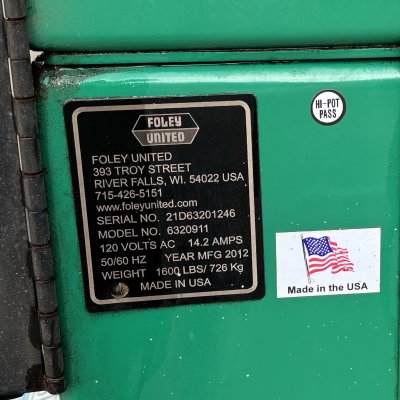 HI-POT
PASS
FOLEY
UNITED
FOLEY UNITED
393 TROY STREET
RIVER FALLS, WI. 54022 USA
715-426-5151
www.foleyunited.com
SERIAL NO. 21D63201246
MODEL NO. 6320911
120 VOLTS AC 14.2 AMPS
50/60 HZ YEAR MFG 2012
WEIGHT 1600 LBS/ 726 Kg
MADE IN USA
Made in the USA